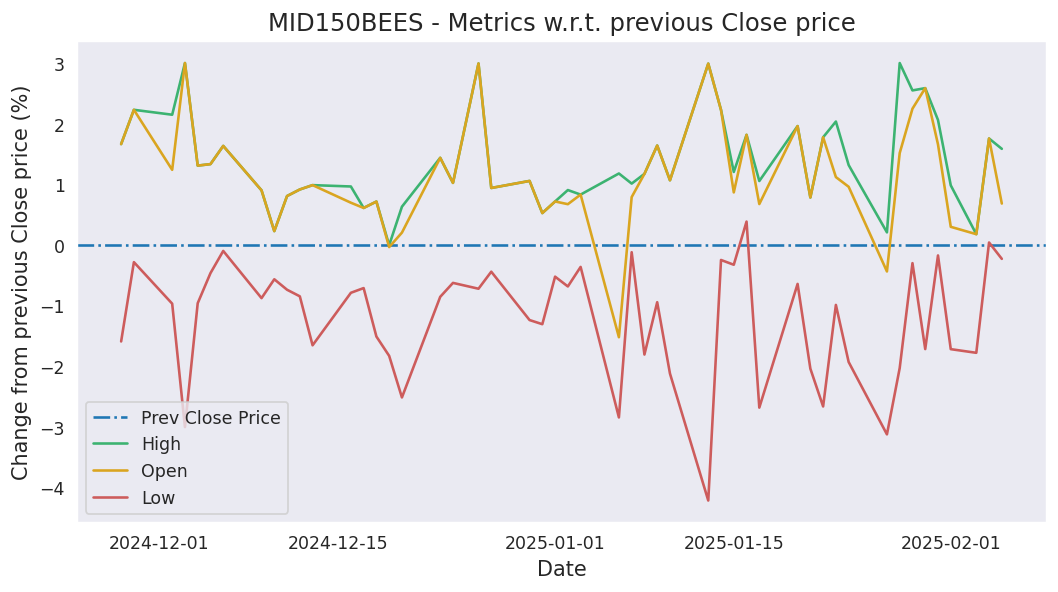 MID150BEES - Metrics w.r.t. previous Close price
Change from previous Close price (%)
3
2
1
0
−1
−2
−3
−4
Prev Close Price
High
Open
Low
2024-12-01 2024-12-15 2025-01-01 2025-01-15 2025-02-01
Date